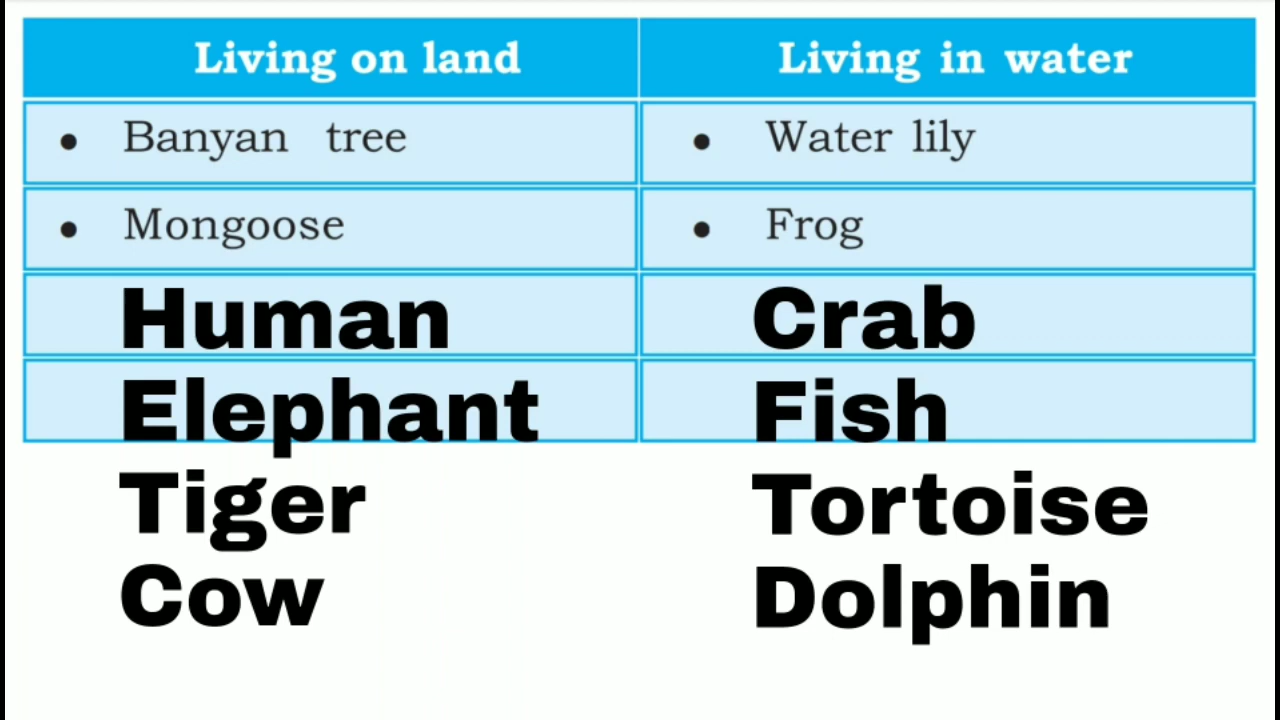 Living on land Living in water
• Banyan tree • Water lily
• Mongoose • Frog
Human Crab
Elephant Fish
Tiger Tortoise
Cow Dolphin